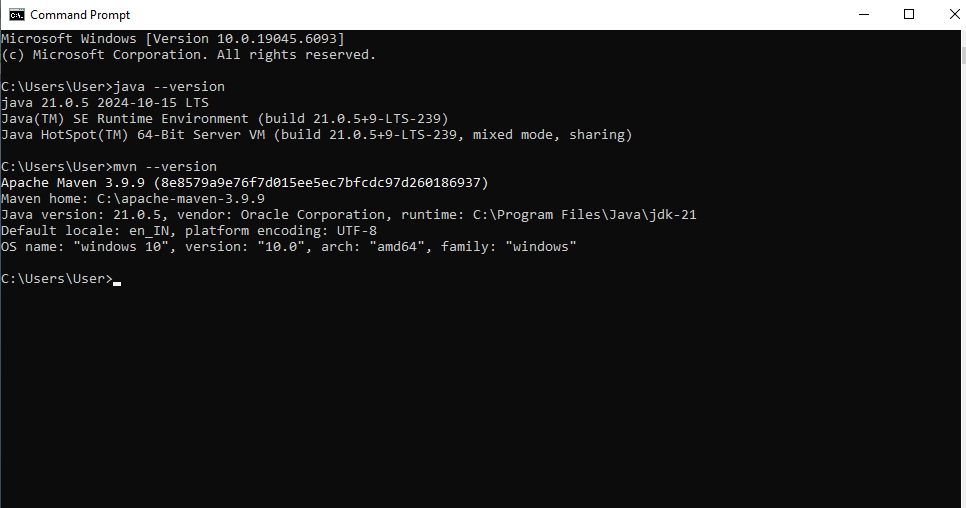 Command Prompt
Microsoft Windows [Version 10.0.19045.6093]
(c) Microsoft Corporation. All rights reserved.
C:\Users\User>java --version
java 21.0.5 2024-10-15 LTS
Java(TM) SE Runtime Environment (build 21.0.5+9-LTS-239)
Java HotSpot(TM) 64-Bit Server VM (build 21.0.5+9-LTS-239, mixed mode, sharing)
C:\Users\User>mvn --version
Apache Maven 3.9.9 (8e8579a9e76f7d015ee5ec7bfcdc97d260186937)
Maven home: C:\apache-maven-3.9.9
Java version: 21.0.5, vendor: Oracle Corporation, runtime: C:\Program Files\Java\jdk-21
Default locale: en_IN, platform encoding: UTF-8
OS name: "windows 10", version: "10.0", arch: "amd64", family: "windows"
C:\Users\User>